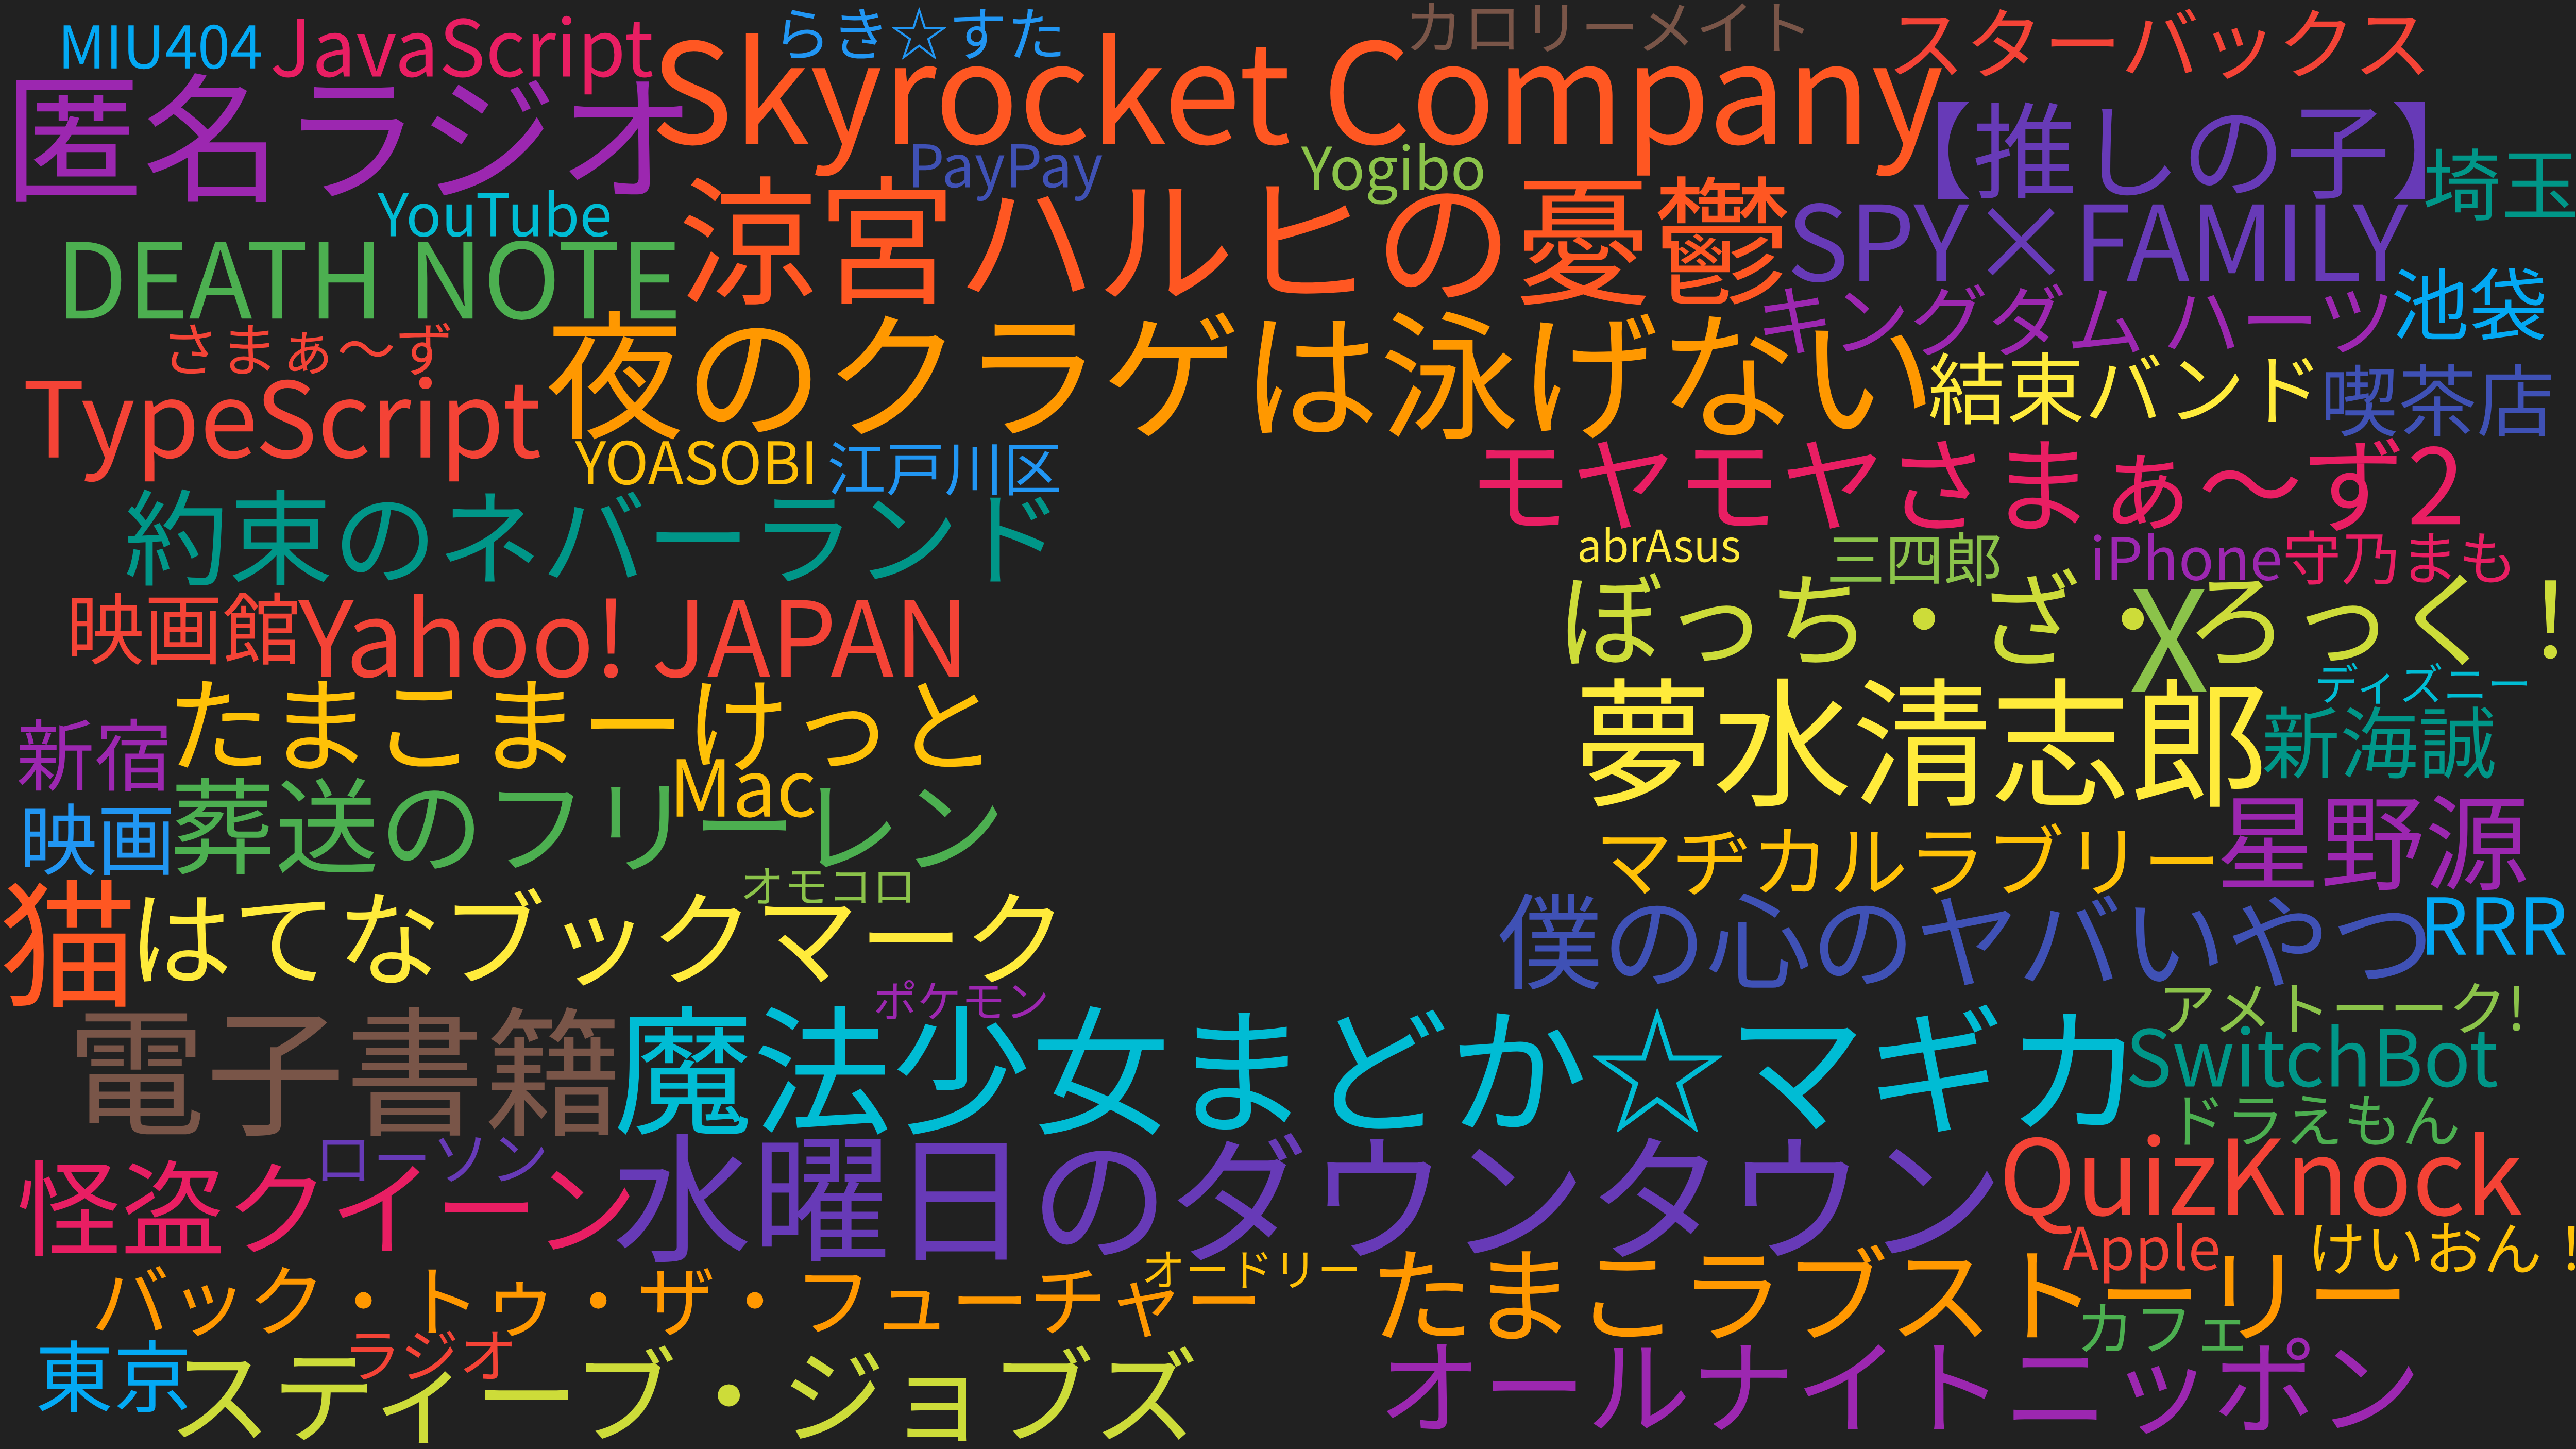 MIU404
JavaScript
らき☆すた
カロリーメイト
スターバックス
匿名ラジオ
Skyrocket Company
【推しの子】
PayPay
Yogibo
埼玉
YouTube
涼宮ハルヒの憂鬱
SPY×FAMILY
DEATH NOTE
キングダム ハーツ
池袋
さまぁ〜ず
夜のクラゲは泳げない
結束バンド
喫茶店
TypeScript
YOASOBI
江戸川区
モヤモヤさまぁ〜ず2
約束のネバーランド
abrAsus
三四郎
iPhone
守乃まも
映画館
Yahoo! JAPAN
ぼっち・ざ・ろっく！
X
ディズニー
たまこまーけっと
夢水清志郎
新海誠
新宿
Mac
映画
葬送のフリーレン
マヂカルラブリー
星野源
オモコロ
猫
はてなブックマーク
僕の心のヤバいやつ
RRR
ポケモン
アメトーーク!
電子書籍
魔法少女まどか☆マギカ
SwitchBot
ドラえもん
ローソン
怪盗クイーン
水曜日のダウンタウン
QuizKnock
オードリー
Apple
けいおん！
バック・トゥ・ザ・フューチャー
たまこラブストーリー
カフェ
ラジオ
東京
スティーブ・ジョブズ
オールナイトニッポン